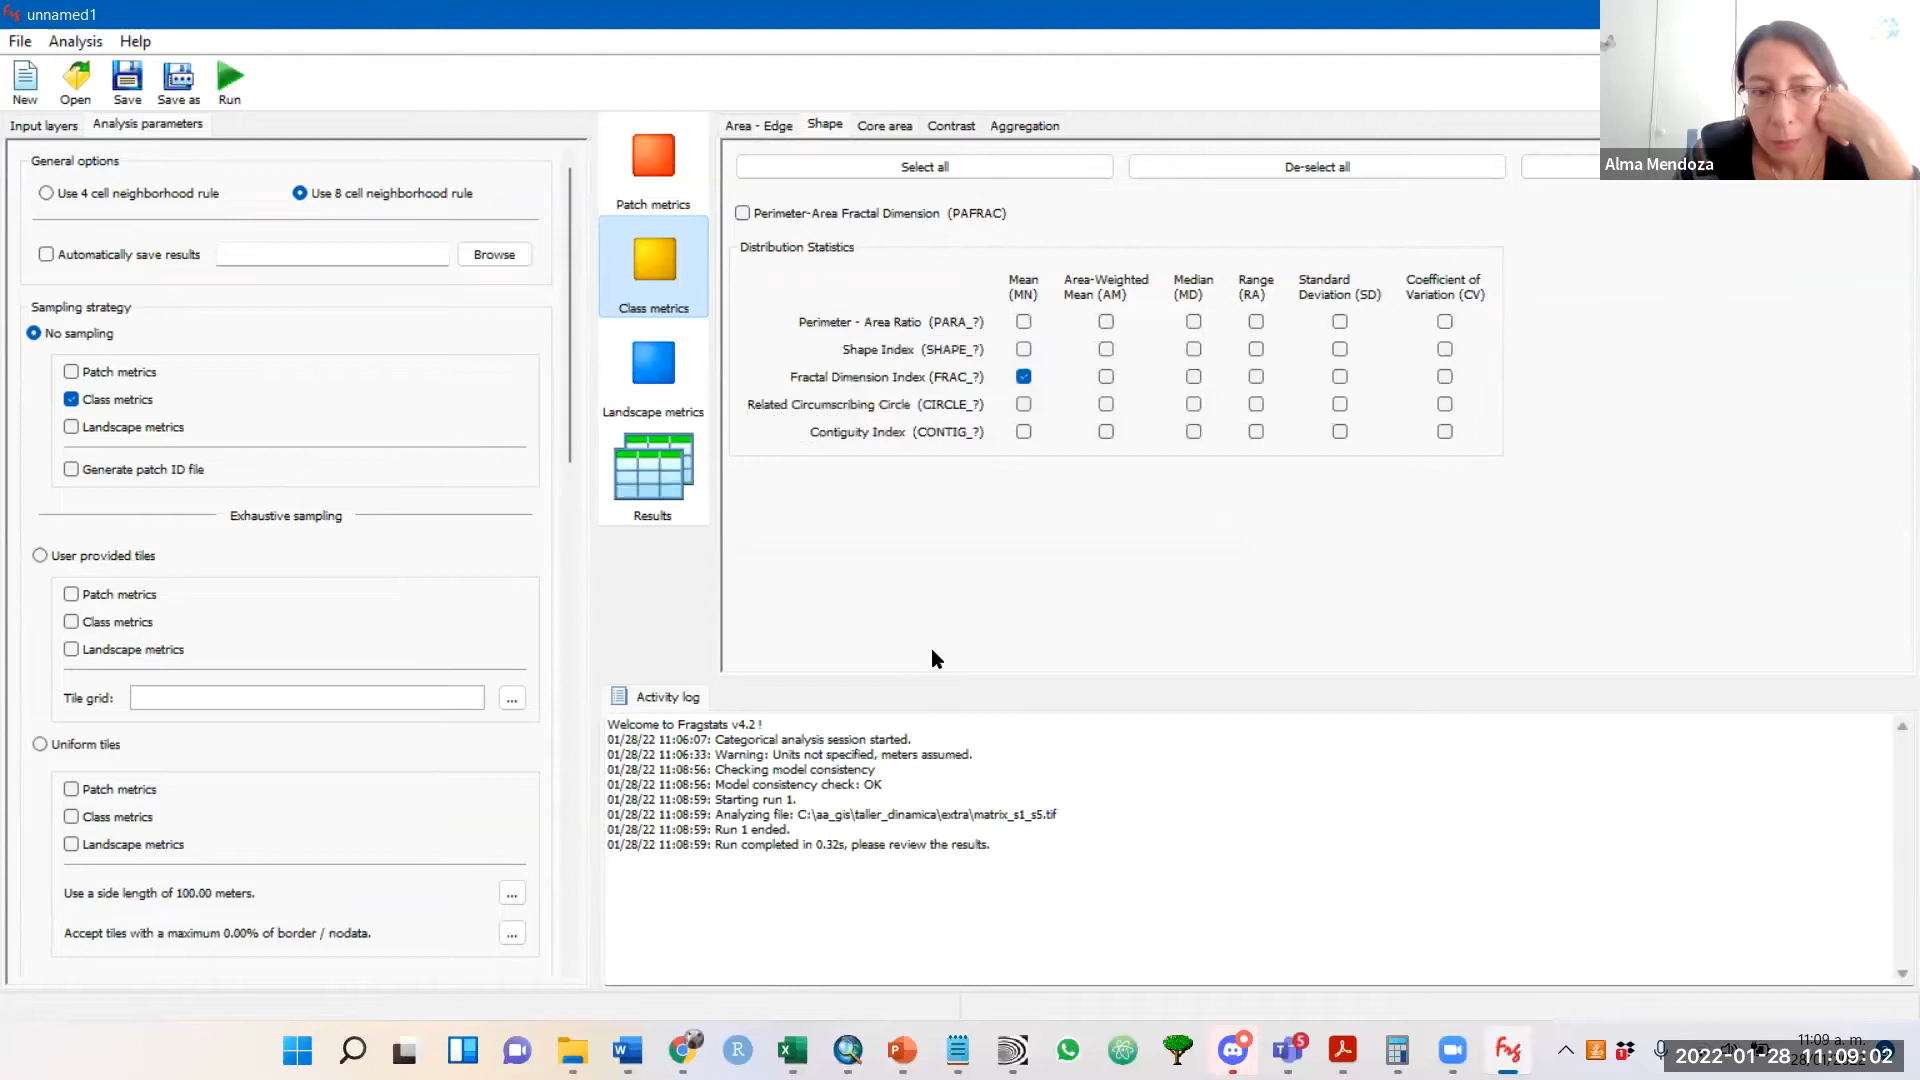 unnamed1
File Analysis Help
New Open Save Save as Run
Input layers Analysis parameters
General options
Use 4 cell neighborhood rule Use 8 cell neighborhood rule
Automatically save results Browse
Sampling strategy
No sampling
Patch metrics
Class metrics
Landscape metrics
Generate patch ID file
Exhaustive sampling
User provided tiles
Patch metrics
Class metrics
Landscape metrics
Tile grid: ...
Uniform tiles
Patch metrics
Class metrics
Landscape metrics
Use a side length of 100.00 meters. ...
Accept tiles with a maximum 0.00% of border / nodata. ...
Patch metrics
Class metrics
Landscape metrics
Results
Area - Edge Shape Core area Contrast Aggregation
Select all De-select all
Perimeter-Area Fractal Dimension (PAFRAC)
Distribution Statistics
Mean (MN) Area-Weighted Mean (AM) Median (MD) Range (RA) Standard Deviation (SD) Coefficient of Variation (CV)
Perimeter - Area Ratio (PARA_?)
Shape Index (SHAPE_?)
Fractal Dimension Index (FRAC_?)
Related Circumscribing Circle (CIRCLE_?)
Contiguity Index (CONTIG_?)
Activity log
Welcome to Fragstats v4.2 !
01/28/22 11:06:07: Categorical analysis session started.
01/28/22 11:06:33: Warning: Units not specified, meters assumed.
01/28/22 11:08:56: Checking model consistency
01/28/22 11:08:56: Model consistency check: OK
01/28/22 11:08:59: Starting run 1.
01/28/22 11:08:59: Analyzing file: C:\aa_gis\taller_dinamica\extra\matrix_s1_s5.tif
01/28/22 11:08:59: Run 1 ended.
01/28/22 11:08:59: Run completed in 0.32s, please review the results.
Alma Mendoza
11:09 a. m.
2022-01-28 11:09:02